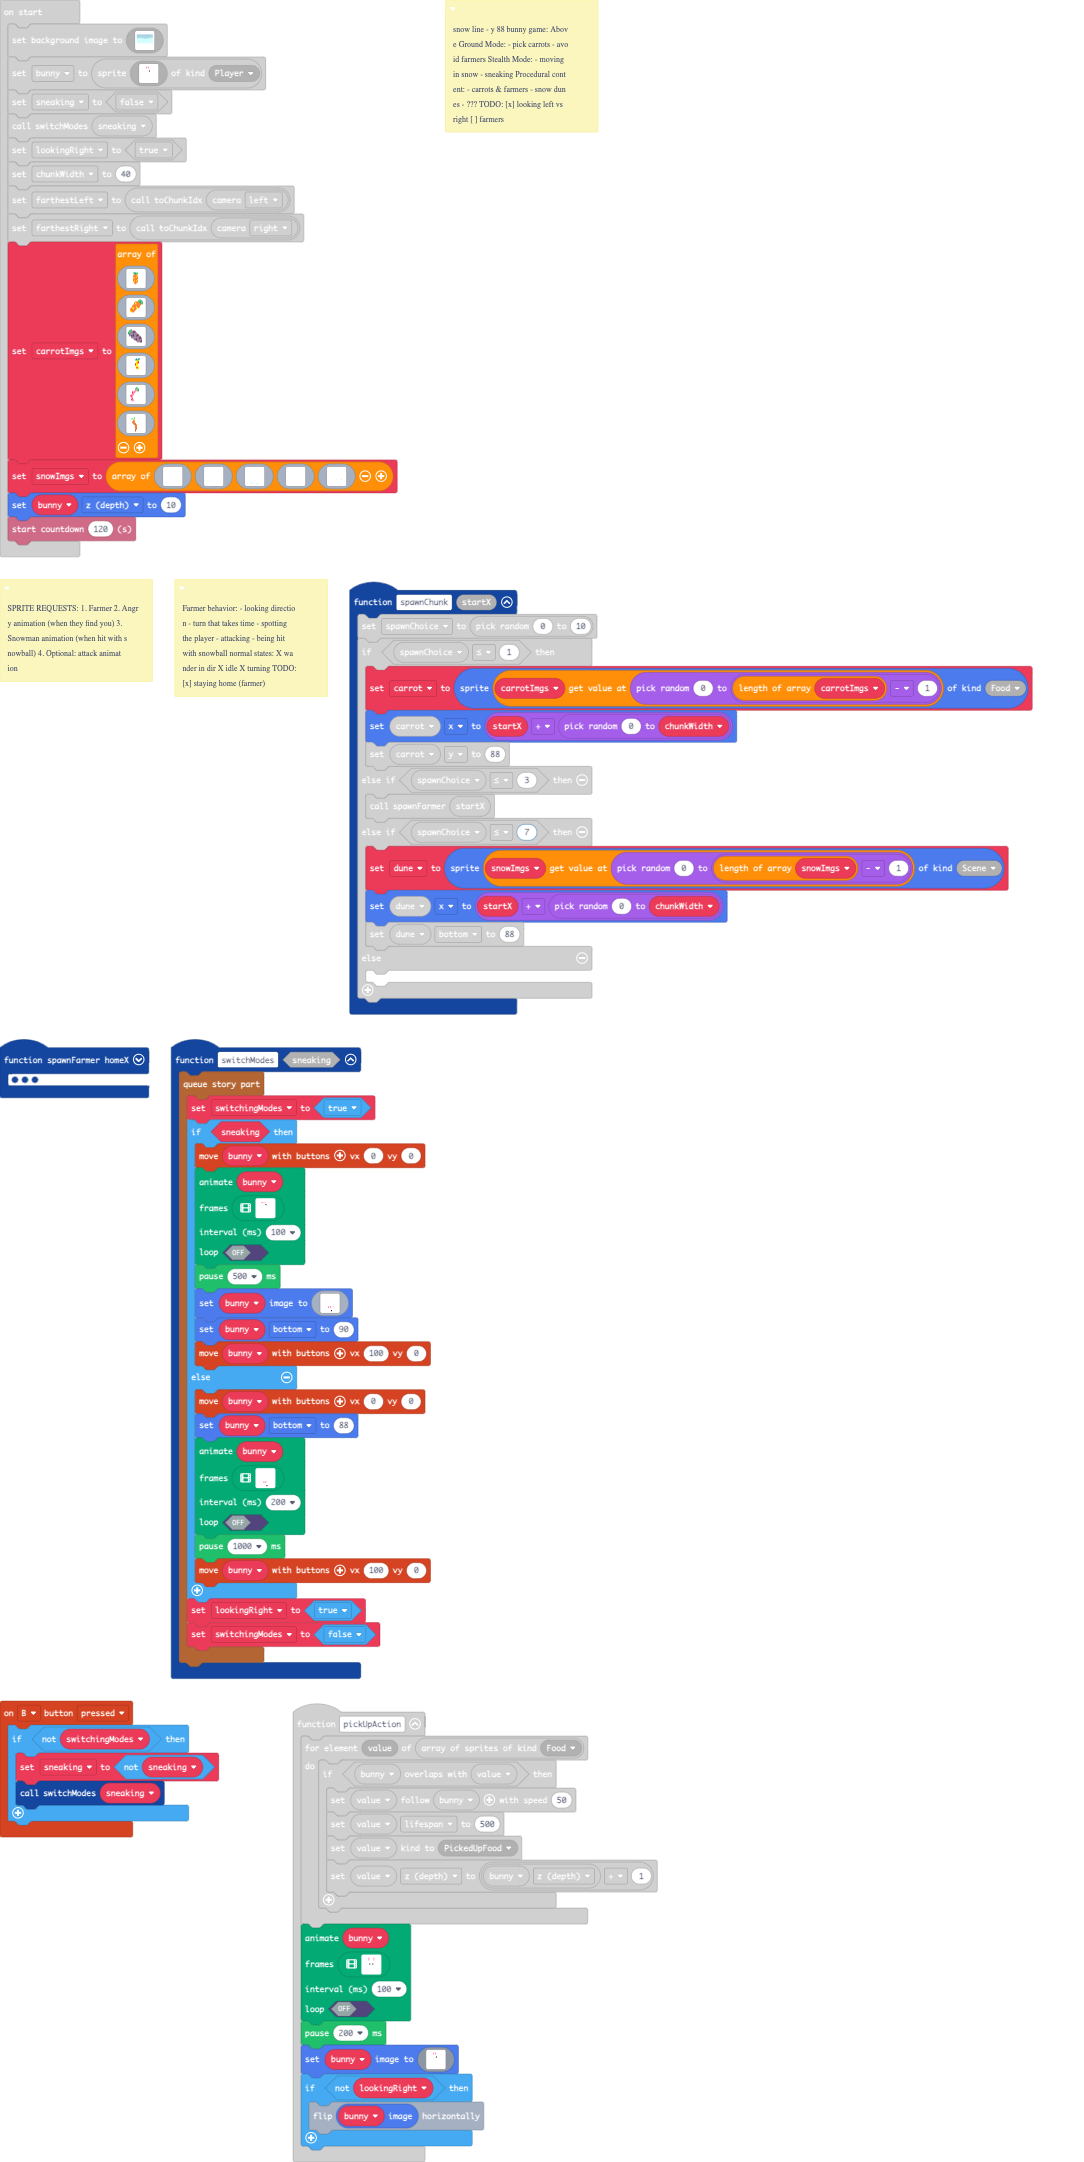 on start
set background image to
set bunny to sprite of kind Player
set sneaking to false
call switchModes sneaking
set lookingRight to true
set chunkWidth to 40
set farthestLeft to call toChunkIdx camera left
set farthestRight to call toChunkIdx camera right
array of
set carrotImgs to
set snowImgs to array of
set bunny z (depth) to 10
start countdown 120 (s)
snow line - y 88 bunny game: Abov
e Ground Mode: - pick carrots - avo
id farmers Stealth Mode: - moving
in snow - sneaking Procedural cont
ent: - carrots & farmers - snow dun
es - ??? TODO: [x] looking left vs
right [ ] farmers
SPRITE REQUESTS: 1. Farmer 2. Angr
y animation (when they find you) 3.
Snowman animation (when hit with s
nowball) 4. Optional: attack animat
ion
Farmer behavior: - looking directio
n - turn that takes time - spotting
the player - attacking - being hit
with snowball normal states: X wa
nder in dir X idle X turning TODO:
[x] staying home (farmer)
function spawnChunk startX
set spawnChoice to pick random 0 to 10
if spawnChoice ≤ 1 then
set carrot to sprite carrotImgs get value at pick random 0 to length of array carrotImgs - 1 of kind Food
set carrot x to startX + pick random 0 to chunkWidth
set carrot y to 88
else if spawnChoice ≤ 3 then
call spawnFarmer startX
else if spawnChoice ≤ 7 then
set dune to sprite snowImgs get value at pick random 0 to length of array snowImgs - 1 of kind Scene
set dune x to startX + pick random 0 to chunkWidth
set dune bottom to 88
else
function spawnFarmer homeX
function switchModes sneaking
queue story part
set switchingModes to true
if sneaking then
move bunny with buttons vx 0 vy 0
animate bunny
frames
interval (ms) 100
loop OFF
pause 500 ms
set bunny image to
set bunny bottom to 90
move bunny with buttons vx 100 vy 0
else
move bunny with buttons vx 0 vy 0
set bunny bottom to 88
animate bunny
frames
interval (ms) 200
loop OFF
pause 1000 ms
move bunny with buttons vx 100 vy 0
set lookingRight to true
set switchingModes to false
on B button pressed
if not switchingModes then
set sneaking to not sneaking
call switchModes sneaking
function pickUpAction
for element value of array of sprites of kind Food
do
if bunny overlaps with value then
set value follow bunny with speed 50
set value lifespan to 500
set value kind to PickedUpFood
set value z (depth) to bunny z (depth) + 1
animate bunny
frames
interval (ms) 100
loop OFF
pause 200 ms
set bunny image to
if not lookingRight then
flip bunny image horizontally